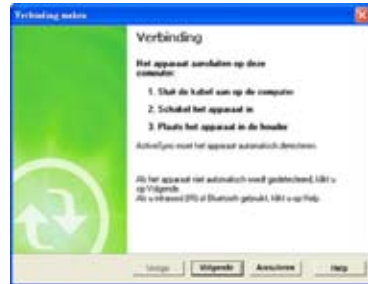 Verbinding maken
Verbinding
Het apparaat aansluiten op deze
computer:
1. Sluit de kabel aan op de computer
2. Schakel het apparaat in
3. Plaats het apparaat in de houder
ActiveSync moet het apparaat automatisch detecteren.
Als het apparaat niet automatisch wordt gedetecteerd, klikt u
op Volgende.
Als u infrarood (IR) of Bluetooth gebruikt, klikt u op Help.
Vorige
Volgende
Annuleren
Help